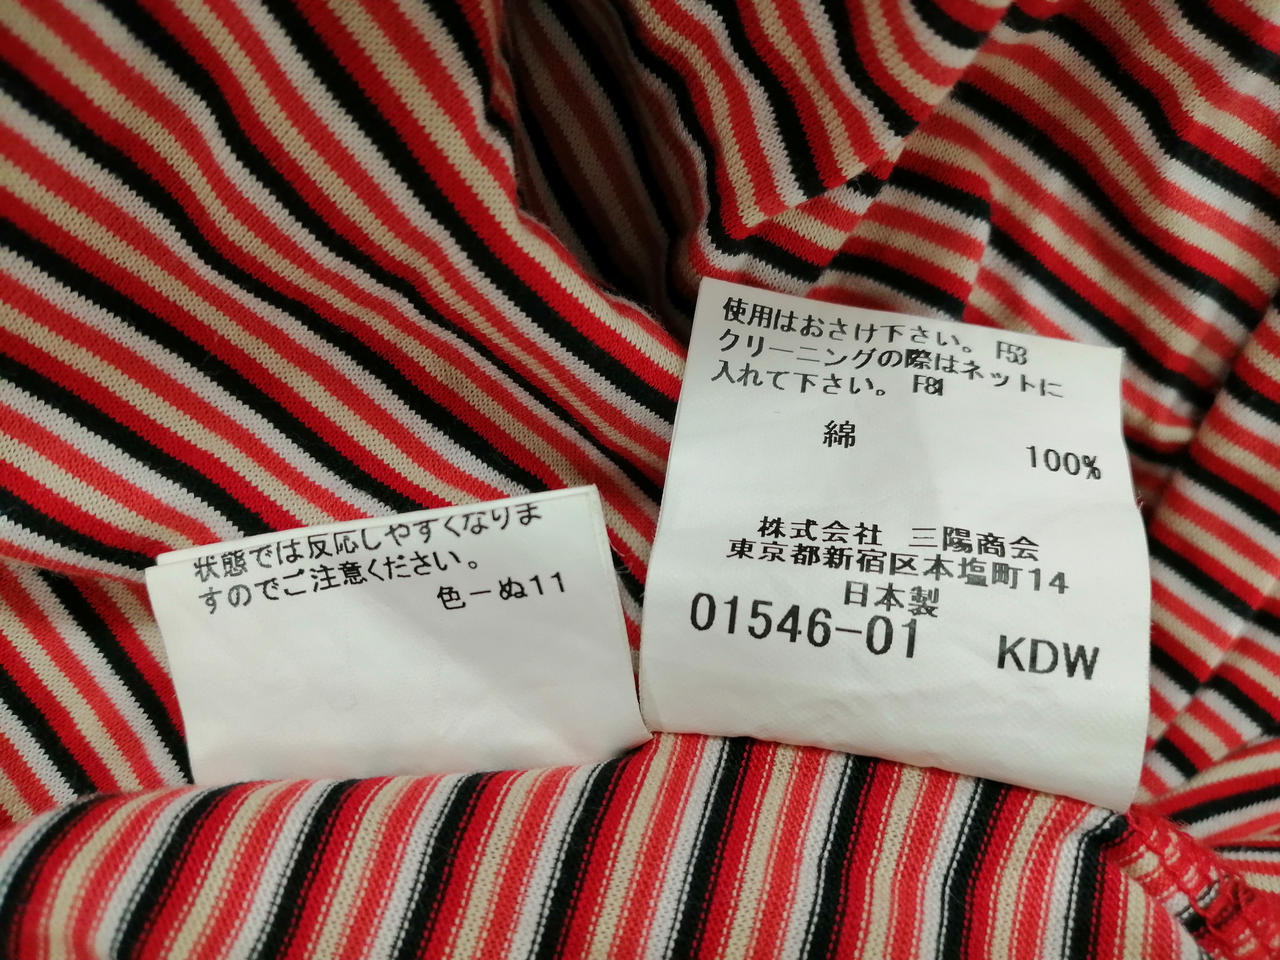 状態では反応しやすくなりま
すのでご注意ください。
色－ぬ11
使用はおさけ下さい。 F53
クリーニングの際はネットに
入れて下さい。 F81
綿 100%
株式会社 三陽商会
東京都新宿区本塩町14
日本製
01546-01 KDW